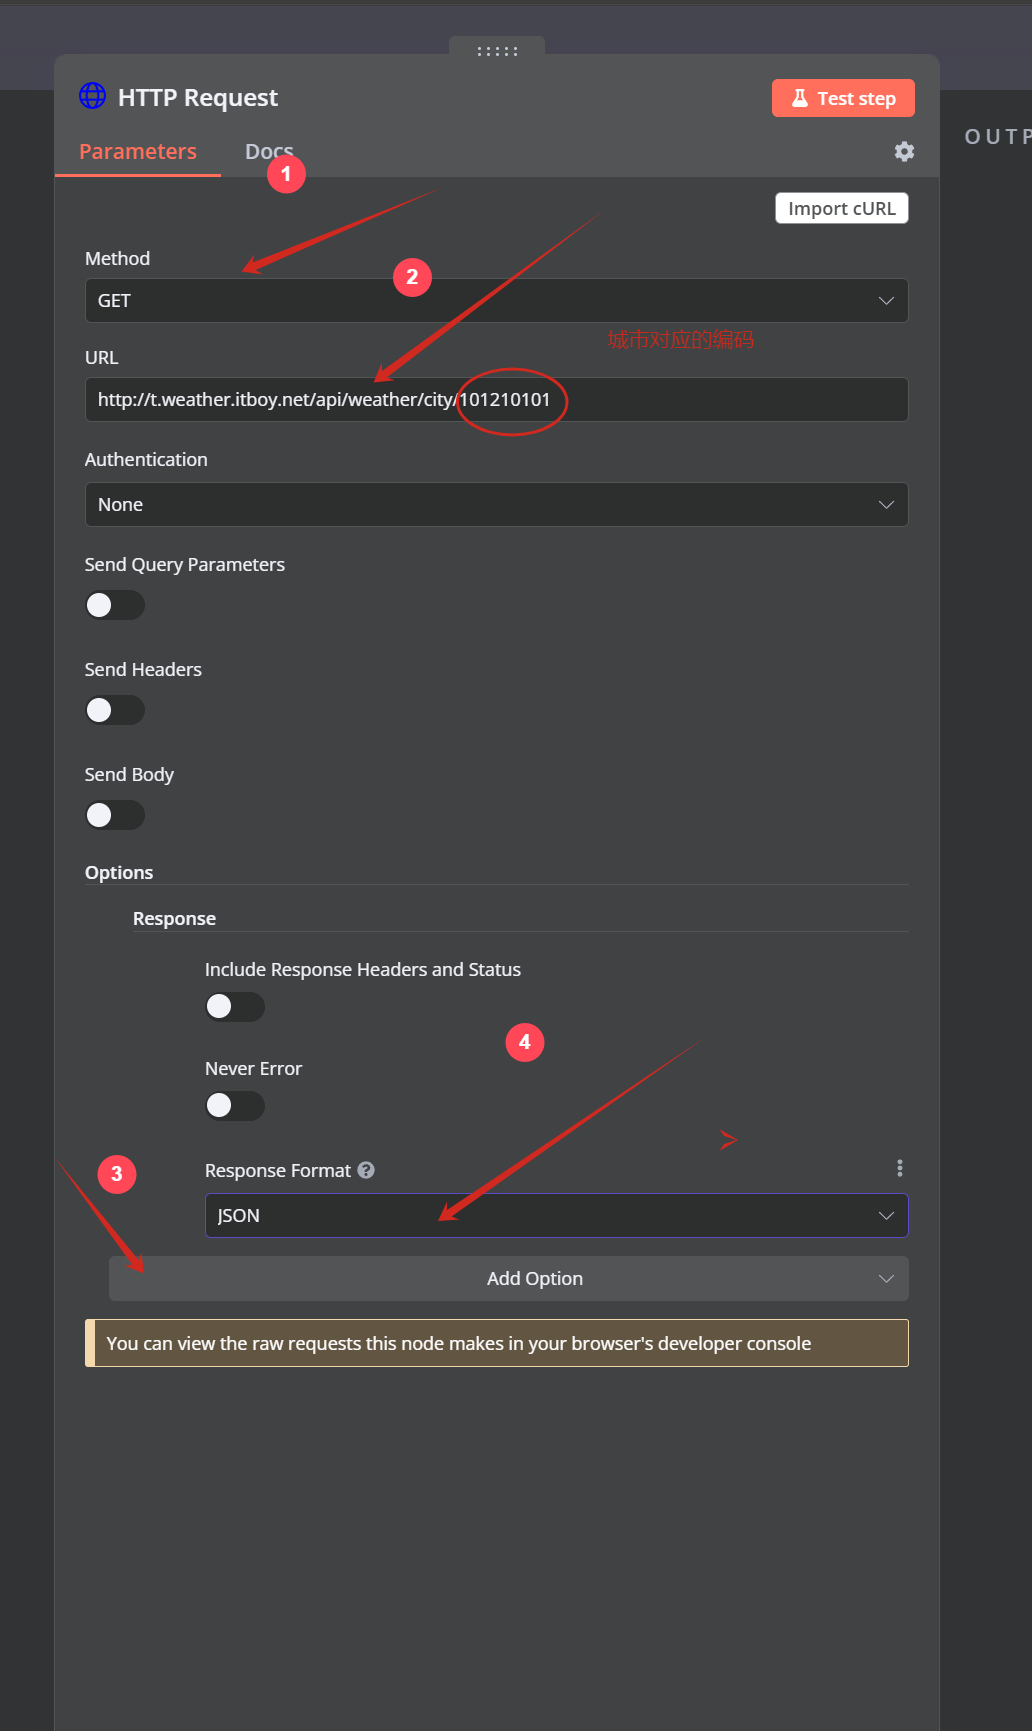 HTTP Request
Test step
Parameters
Docs
OUTP
1
Import cURL
Method
2
GET
城市对应的编码
URL
http://t.weather.itboy.net/api/weather/city/101210101
Authentication
None
Send Query Parameters
Send Headers
Send Body
Options
Response
Include Response Headers and Status
4
Never Error
3
Response Format
JSON
Add Option
You can view the raw requests this node makes in your browser's developer console